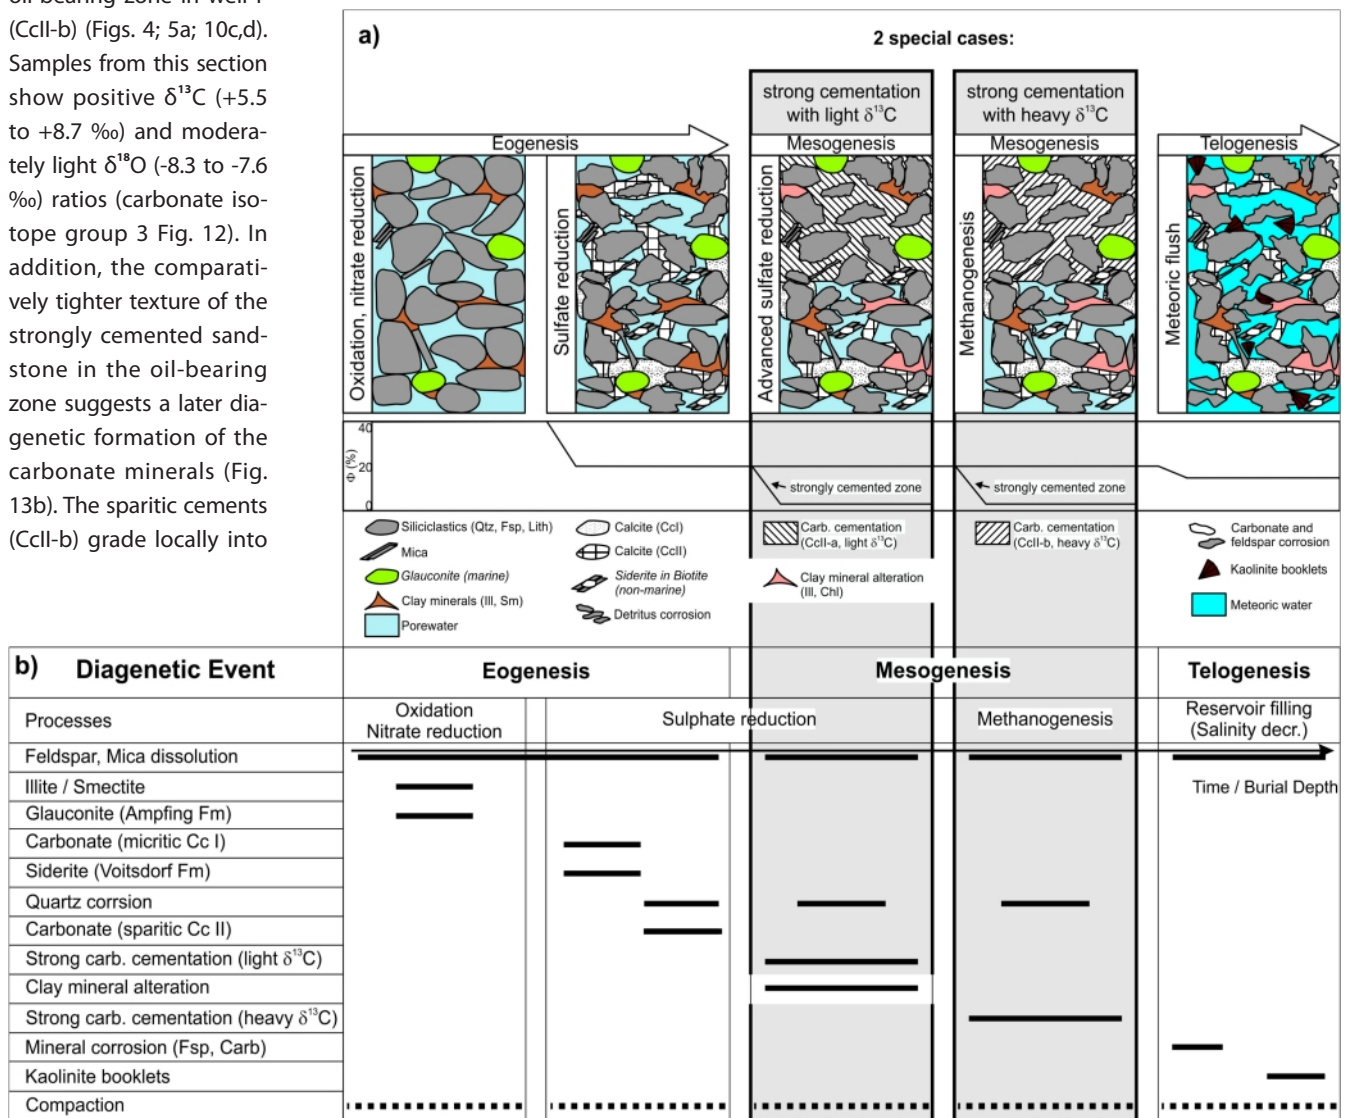 oil-bearing zone in well I
(CcII-b) (Figs. 4; 5a; 10c,d).
Samples from this section
show positive δ¹³C (+5.5
to +8.7 ‰) and modera-
tely light δ¹⁸O (-8.3 to -7.6
‰) ratios (carbonate iso-
tope group 3 Fig. 12). In
addition, the comparati-
vely tighter texture of the
strongly cemented sand-
stone in the oil-bearing
zone suggests a later dia-
genetic formation of the
carbonate minerals (Fig.
13b). The sparitic cements
(CcII-b) grade locally into
a)
2 special cases:
strong cementation
with light δ¹³C
strong cementation
with heavy δ¹³C
Eogenesis
Mesogenesis
Mesogenesis
Telogenesis
Oxidation, nitrate reduction
Sulfate reduction
Advanced sulfate reduction
Methanogenesis
Meteoric flush
Φ (%)
40
20
0
strongly cemented zone
strongly cemented zone
Siliciclastics (Qtz, Fsp, Lith)
Mica
Glauconite (marine)
Clay minerals (Ill, Sm)
Porewater
Calcite (CcI)
Calcite (CcII)
Siderite in Biotite
(non-marine)
Detritus corrosion
Carb. cementation
(CcII-a, light δ¹³C)
Clay mineral alteration
(Ill, Chl)
Carb. cementation
(CcII-b, heavy δ¹³C)
Carbonate and
feldspar corrosion
Kaolinite booklets
Meteoric water
b) Diagenetic Event
Eogenesis
Mesogenesis
Telogenesis
Processes
Oxidation
Nitrate reduction
Sulphate reduction
Methanogenesis
Reservoir filling
(Salinity decr.)
Feldspar, Mica dissolution
Illite / Smectite
Time / Burial Depth
Glauconite (Ampfing Fm)
Carbonate (micritic Cc I)
Siderite (Voitsdorf Fm)
Quartz corrsion
Carbonate (sparitic Cc II)
Strong carb. cementation (light δ¹³C)
Clay mineral alteration
Strong carb. cementation (heavy δ¹³C)
Mineral corrosion (Fsp, Carb)
Kaolinite booklets
Compaction